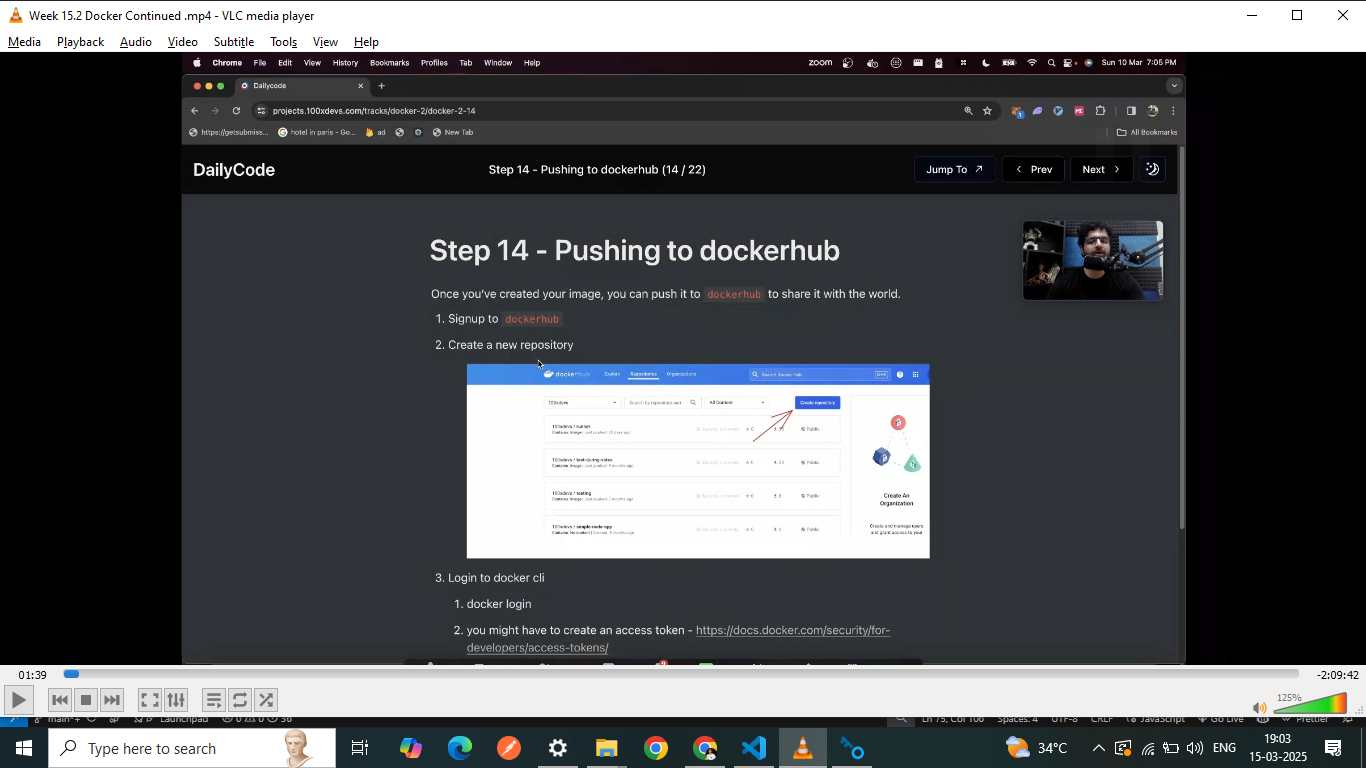 Week 15.2 Docker Continued .mp4 - VLC media player
Media Playback Audio Video Subtitle Tools View Help
Chrome File Edit View History Bookmarks Profiles Tab Window Help zoom Sun 10 Mar 7:05 PM
Dailycode
projects.100xdevs.com/tracks/docker-2/docker-2-14
https://getsubmiss... hotel in paris - Go... ad New Tab All Bookmarks
DailyCode Step 14 - Pushing to dockerhub (14 / 22) Jump To Prev Next
Step 14 - Pushing to dockerhub
Once you've created your image, you can push it to dockerhub to share it with the world.
1. Signup to dockerhub
2. Create a new repository
Explore Repositories Organizations Search Docker Hub
100xdevs Search by repository nam All Content Create repository
100xdevs / runner
Public
100xdevs / test-during-video
Public
100xdevs / testing
Public
Create An
Organization
100xdevs / simple-node-app
Public
Create and manage users
and grant access to your
3. Login to docker cli
1. docker login
2. you might have to create an access token - https://docs.docker.com/security/for-
developers/access-tokens/
01:39 -2:09:42
125%
main*+ Launchpad Ln 75, Col 106 Spaces: 4 UTF-8 CRLF JavaScript Go Live Prettier
Type here to search 34°C ENG 19:03
15-03-2025